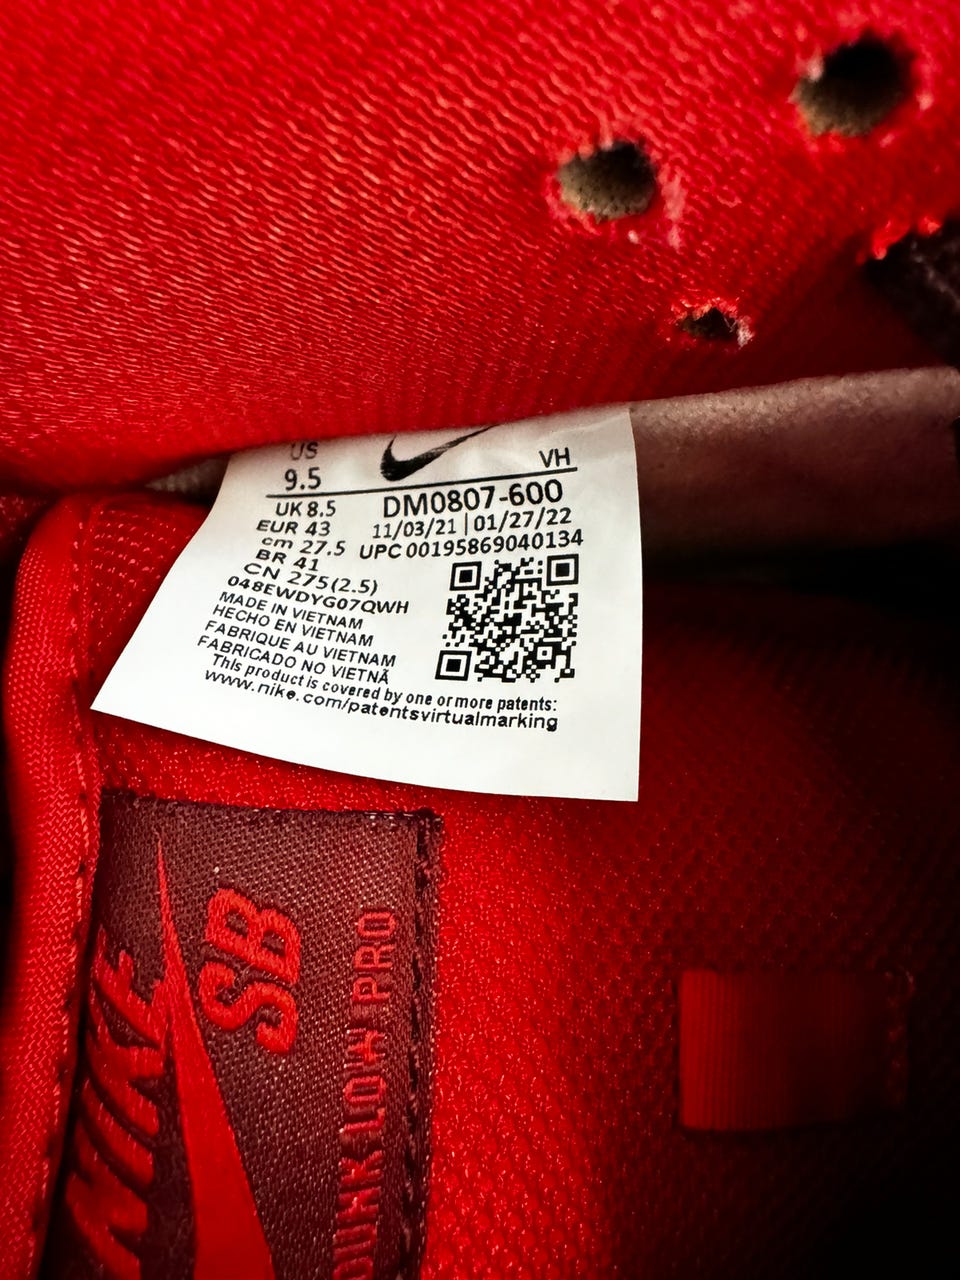 US
9.5
VH
UK 8.5
DM0807-600
EUR 43
11/03/21 | 01/27/22
cm 27.5
UPC 00195869040134
BR 41
CN 275(2.5)
048EWDYG07QWH
MADE IN VIETNAM
HECHO EN VIETNAM
FABRIQUE AU VIETNAM
FABRICADO NO VIETNÃ
This product is covered by one or more patents:
www.nike.com/patentsvirtualmarking
NIKE
SB
DUNK LOW PRO